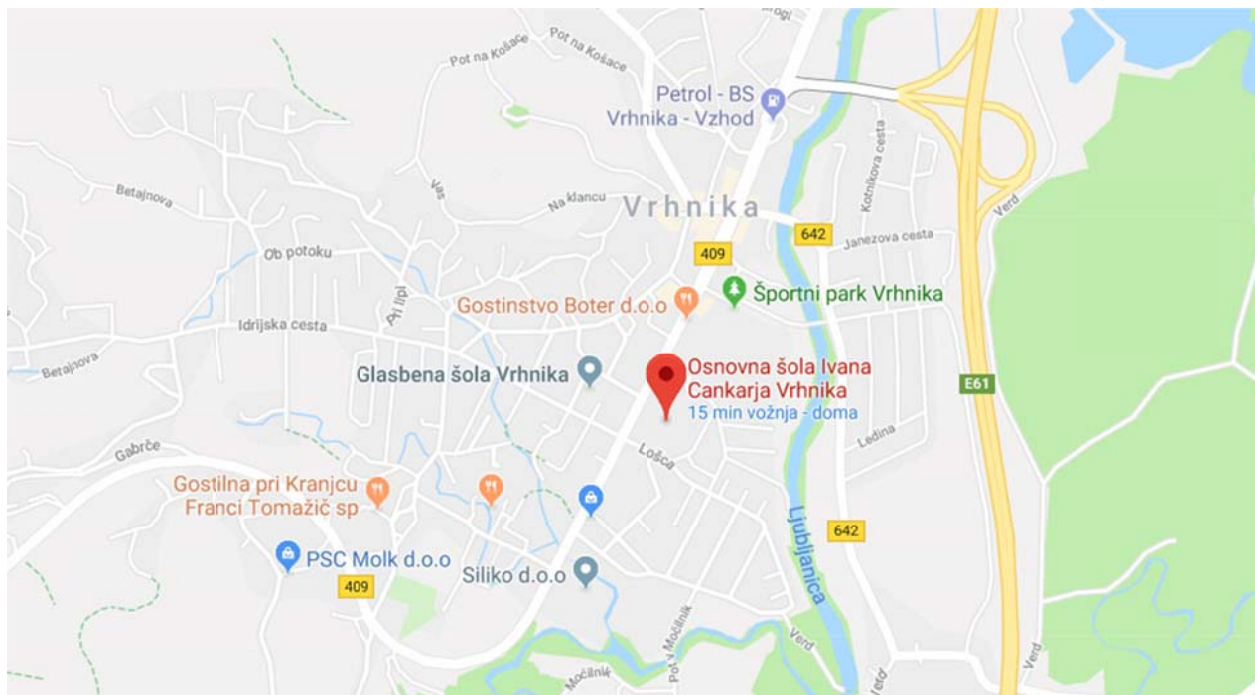 Pot na Košace
Pot na Košace
Petrol - BS
Vrhnika - Vzhod
Kotnikova cesta
Verd
Betajnova
Vas
Na klancu
Vrhnika
642
Janezova cesta
409
Ob potoku
Pri lipi
Športni park Vrhnika
Gostinstvo Boter d.o.o
Idrijska cesta
Betajnova
Glasbena šola Vrhnika
Osnovna šola Ivana
Cankarja Vrhnika
15 min vožnja - doma
E61
Ledina
Lošca
Gabrče
Gostilna pri Kranjcu
Franci Tomažič sp
Ljubljanica
642
PSC Molk d.o.o
Siliko d.o.o
409
Pot v Močilnik
Verd
Močilnik
Verd
Verd